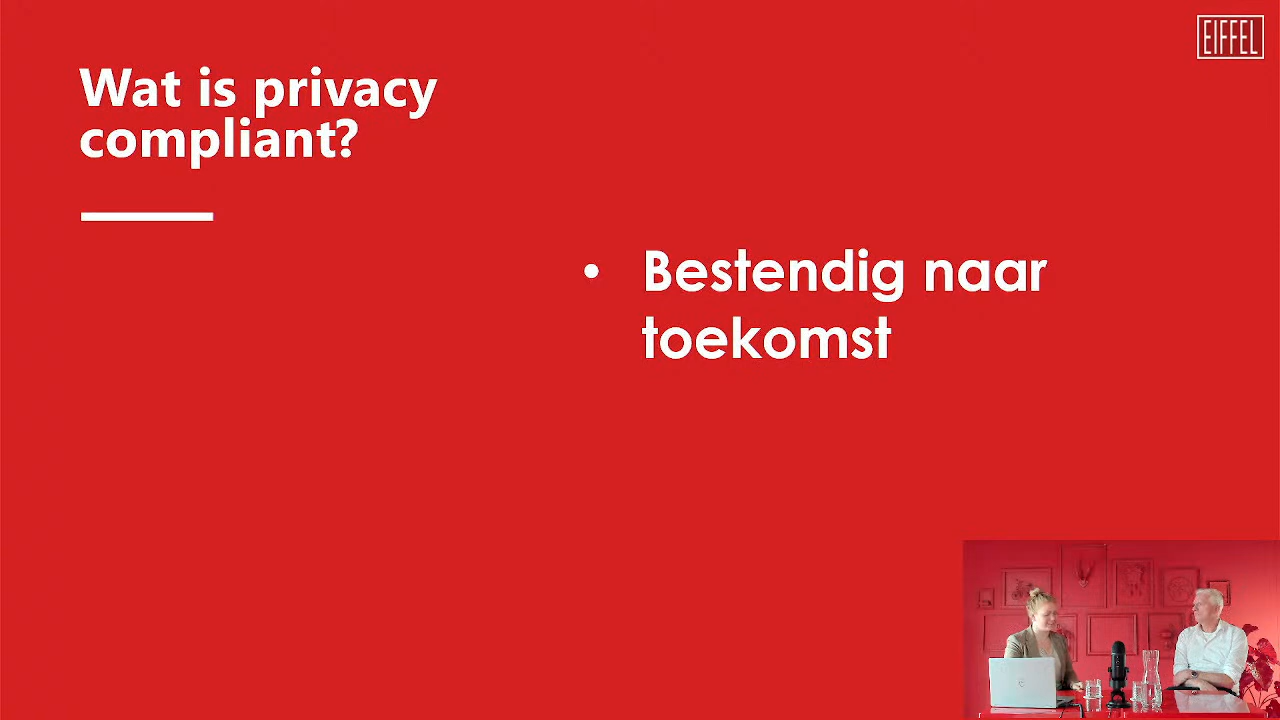 EIFFEL
Wat is privacy
compliant?
• Bestendig naar
toekomst